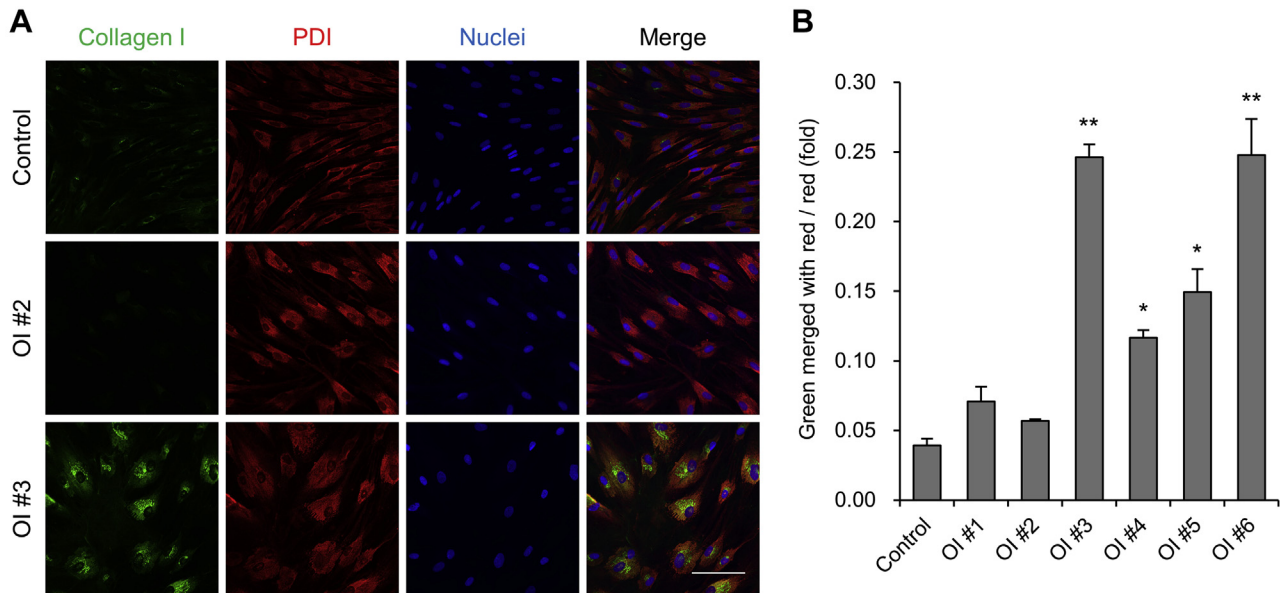 A
Collagen I PDI Nuclei Merge
Control
OI #2
OI #3
B
Green merged with red / red (fold)
0.30
0.25
0.20
0.15
0.10
0.05
0.00
** * * **
Control OI #1 OI #2 OI #3 OI #4 OI #5 OI #6